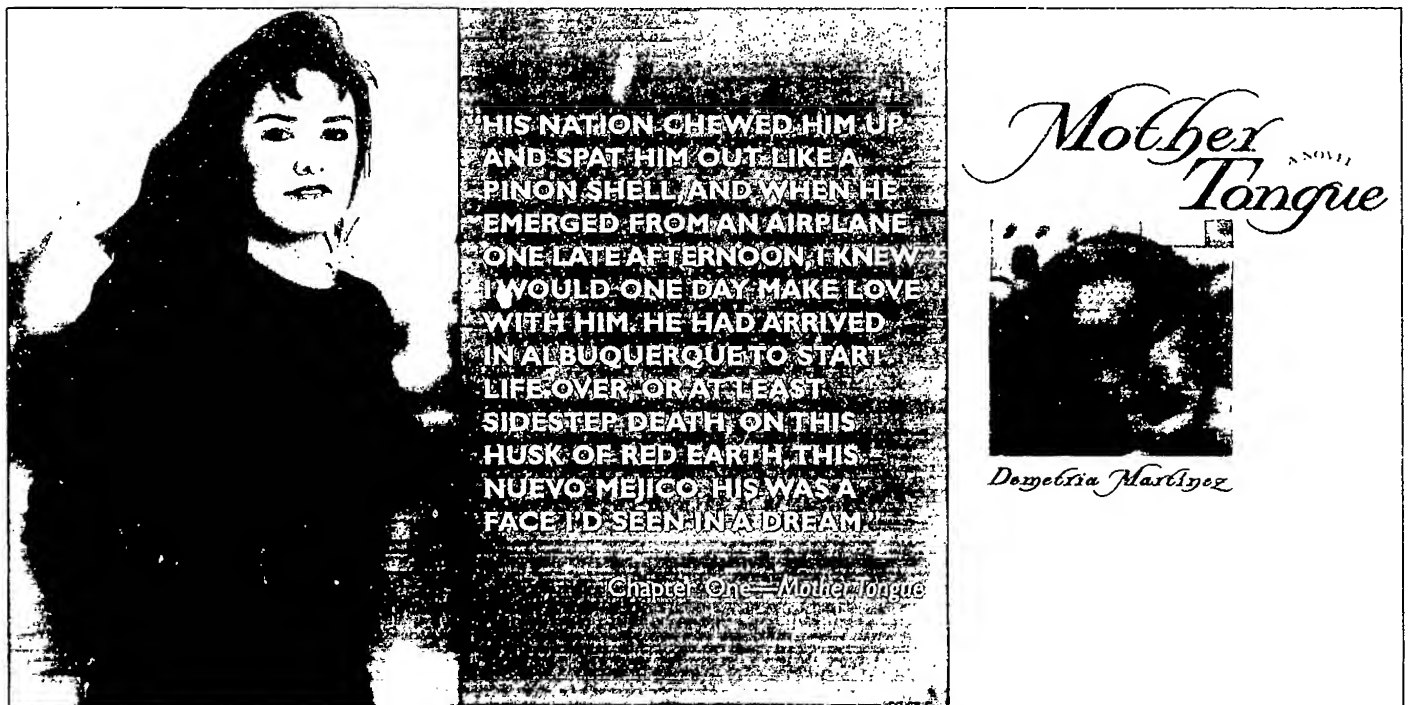 "HIS NATION CHEWED HIM UP
AND SPAT HIM OUT LIKE A
PINON SHELL, AND WHEN HE
EMERGED FROM AN AIRPLANE
ONE LATE AFTERNOON, I KNEW
I WOULD ONE DAY MAKE LOVE
WITH HIM. HE HAD ARRIVED
IN ALBUQUERQUE TO START
LIFE OVER, OR AT LEAST
SIDESTEP DEATH, ON THIS
HUSK OF RED EARTH, THIS
NUEVO MEJICO. HIS WAS A
FACE I'D SEEN IN A DREAM."
Chapter One—Mother Tongue
Mother
A NOVEL
Tongue
Demetria Martínez